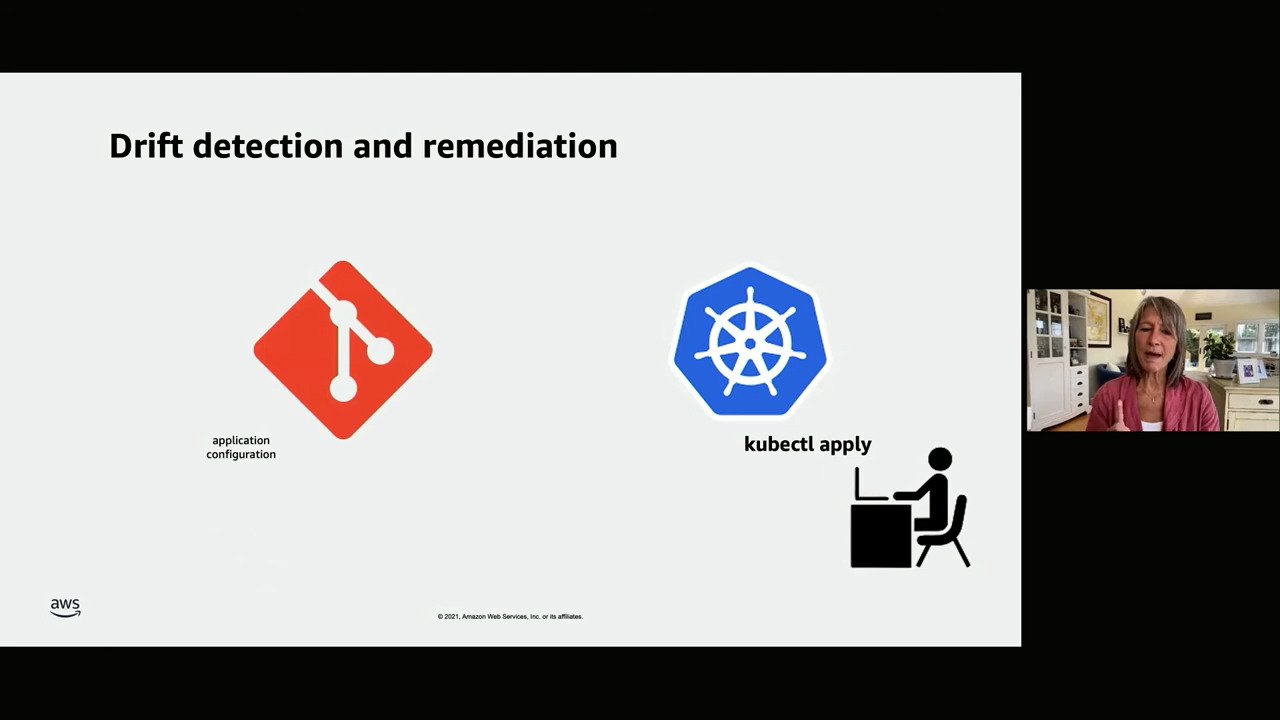 Drift detection and remediation
application
configuration
kubectl apply
aws
© 2021, Amazon Web Services, Inc. or its affiliates.